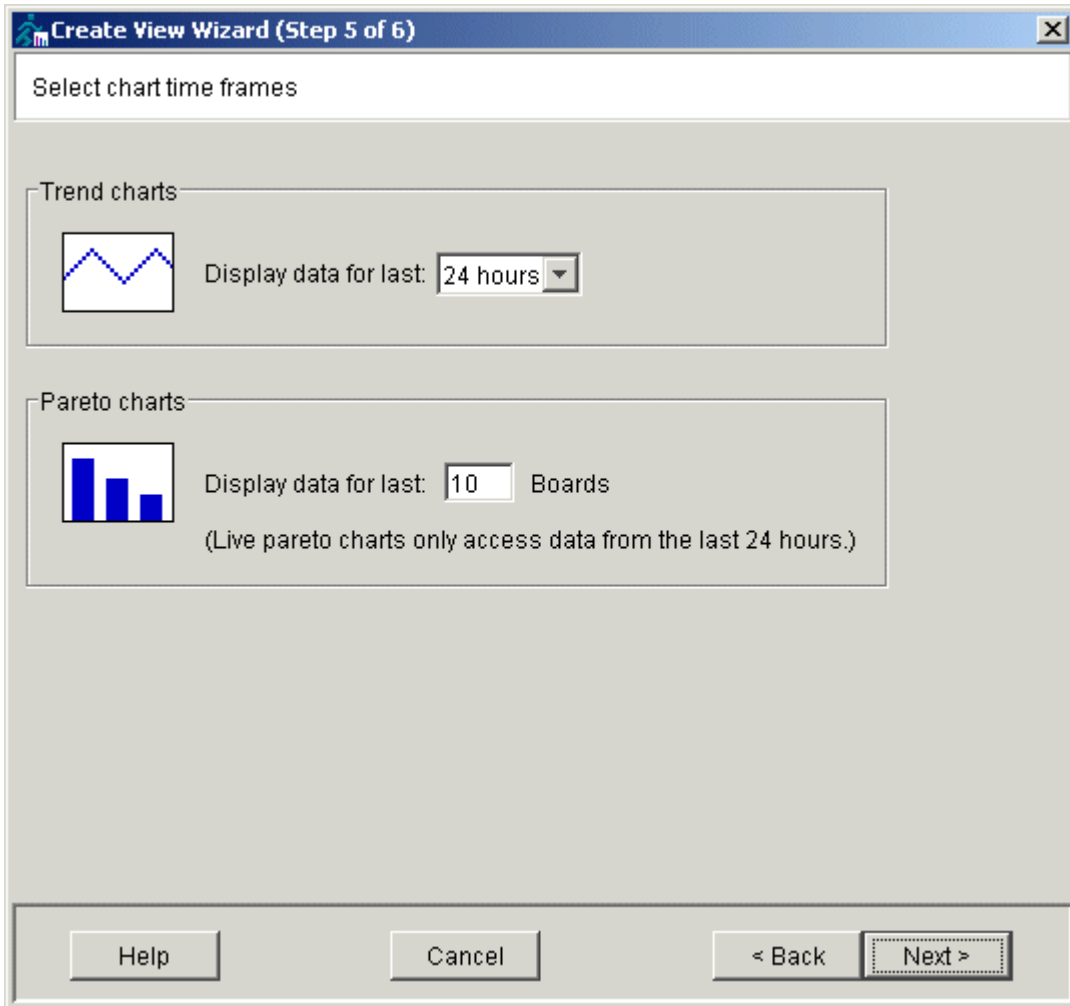 Create View Wizard (Step 5 of 6)
Select chart time frames
Trend charts
Display data for last: 24 hours
Pareto charts
Display data for last: 10 Boards
(Live pareto charts only access data from the last 24 hours.)
Help Cancel < Back Next >